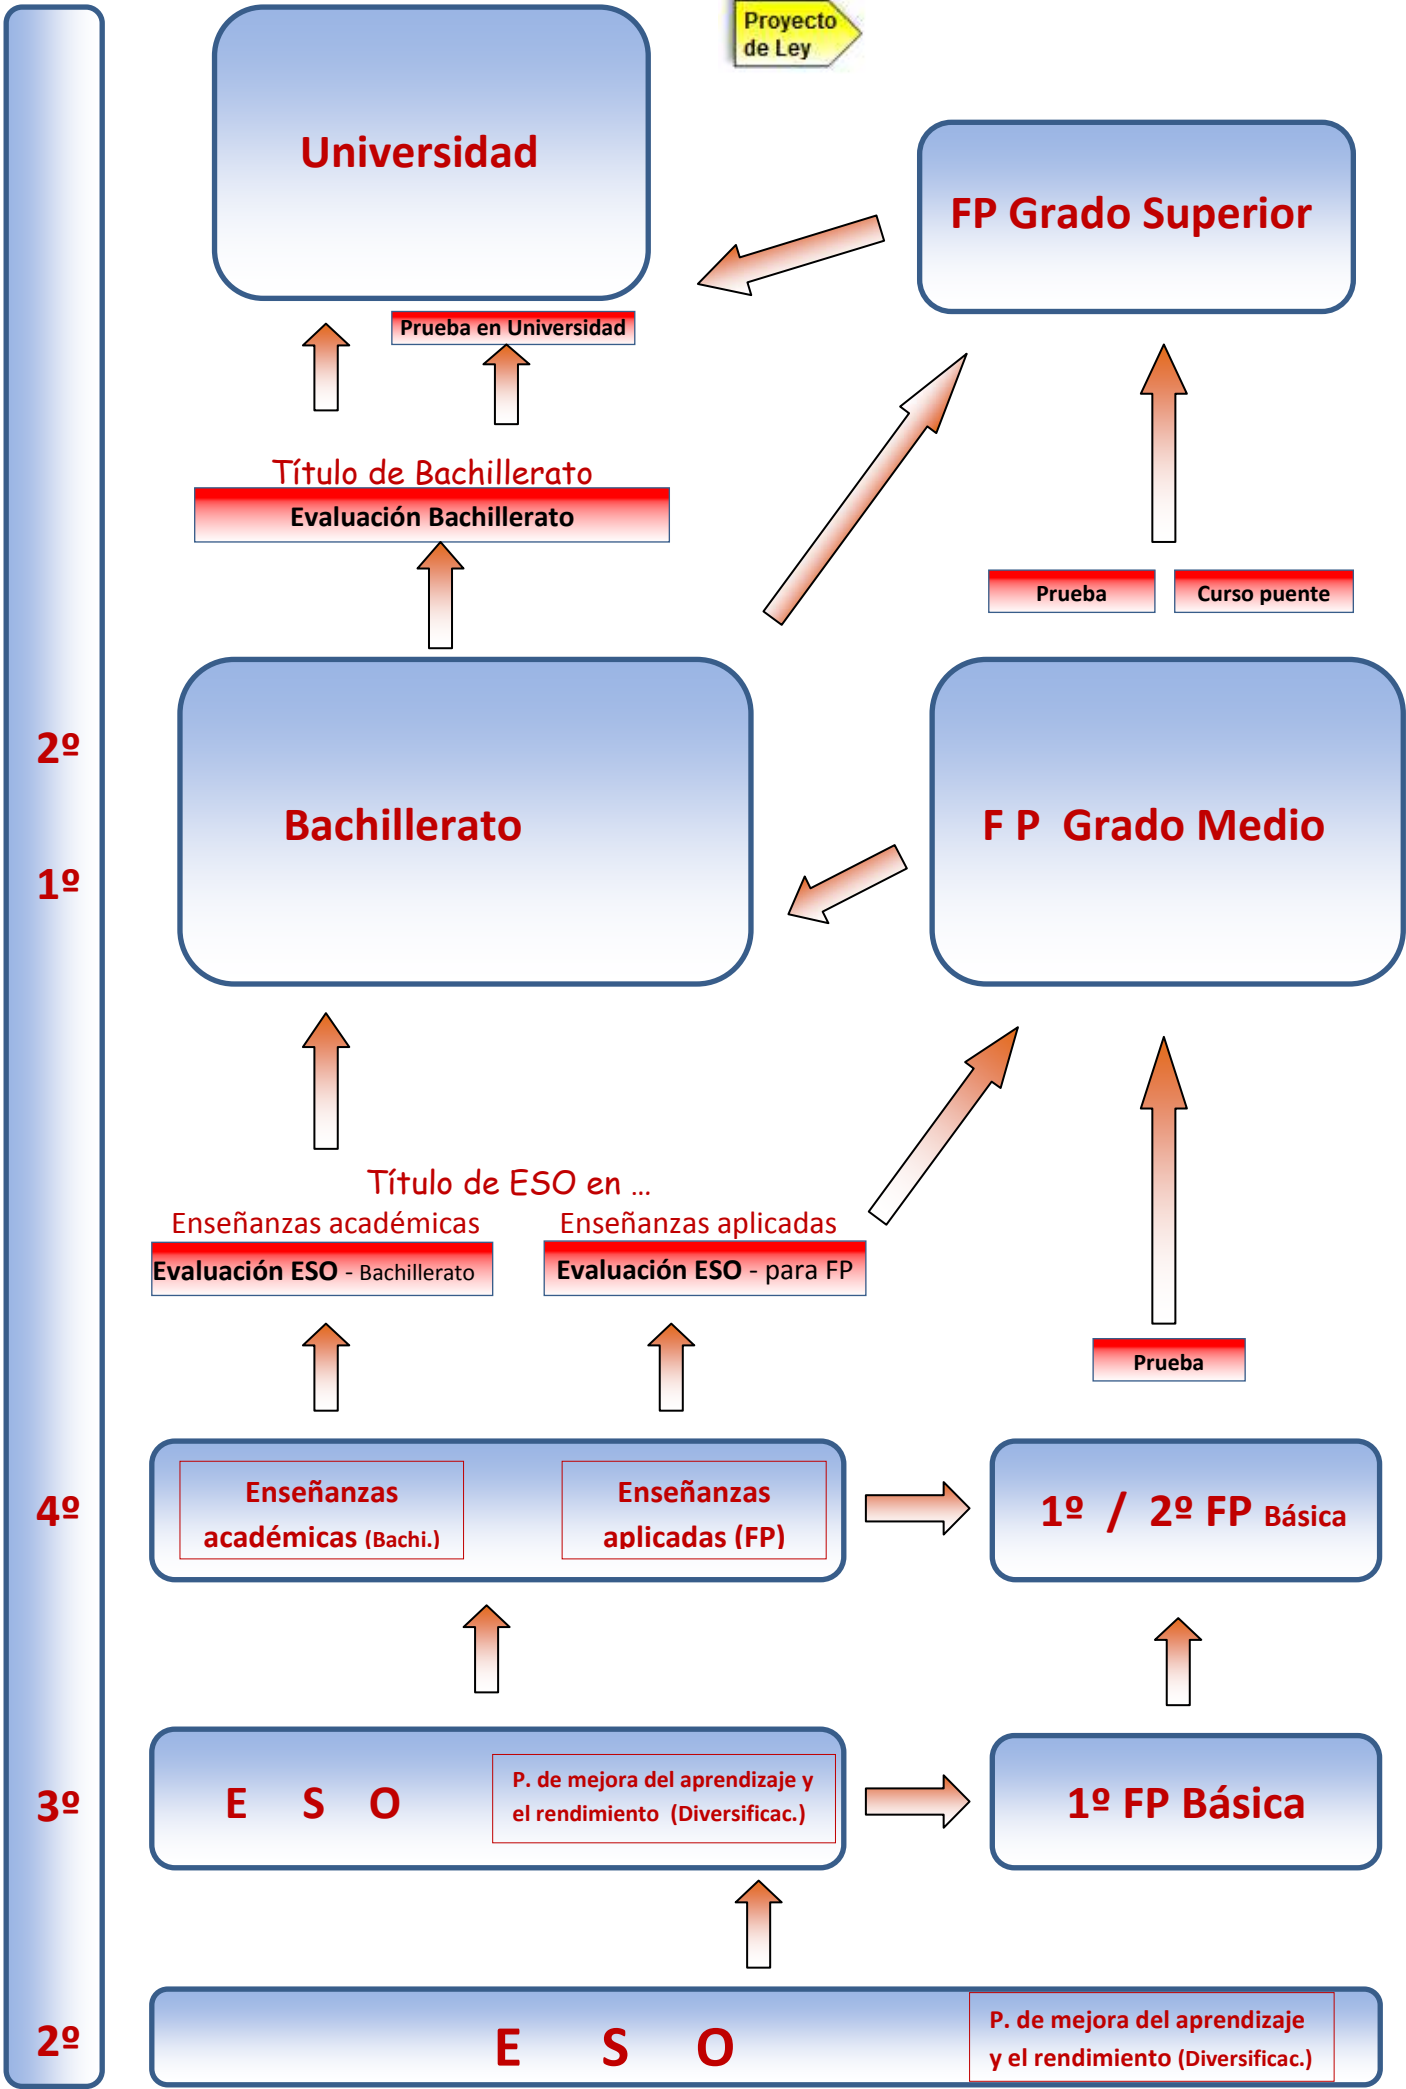 Proyecto
de Ley
Universidad
FP Grado Superior
Prueba en Universidad
Título de Bachillerato
Evaluación Bachillerato
Prueba
Curso puente
2º
1º
Bachillerato
F P Grado Medio
Título de ESO en ...
Enseñanzas académicas
Enseñanzas aplicadas
Evaluación ESO - Bachillerato
Evaluación ESO - para FP
Prueba
4º
Enseñanzas
académicas (Bachi.)
Enseñanzas
aplicadas (FP)
1º / 2º FP Básica
3º
E S O
P. de mejora del aprendizaje y
el rendimiento (Diversificac.)
1º FP Básica
2º
E S O
P. de mejora del aprendizaje
y el rendimiento (Diversificac.)